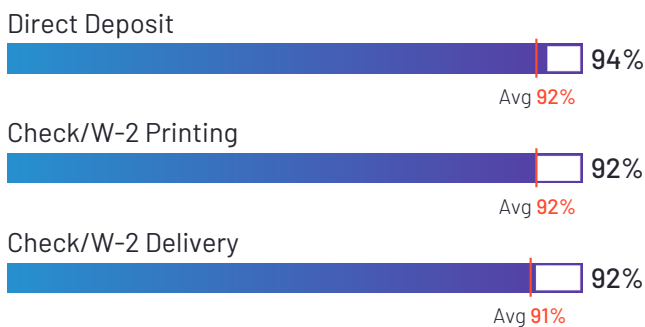 Direct Deposit
94%
Avg 92%
Check/W-2 Printing
92%
Avg 92%
Check/W-2 Delivery
92%
Avg 91%